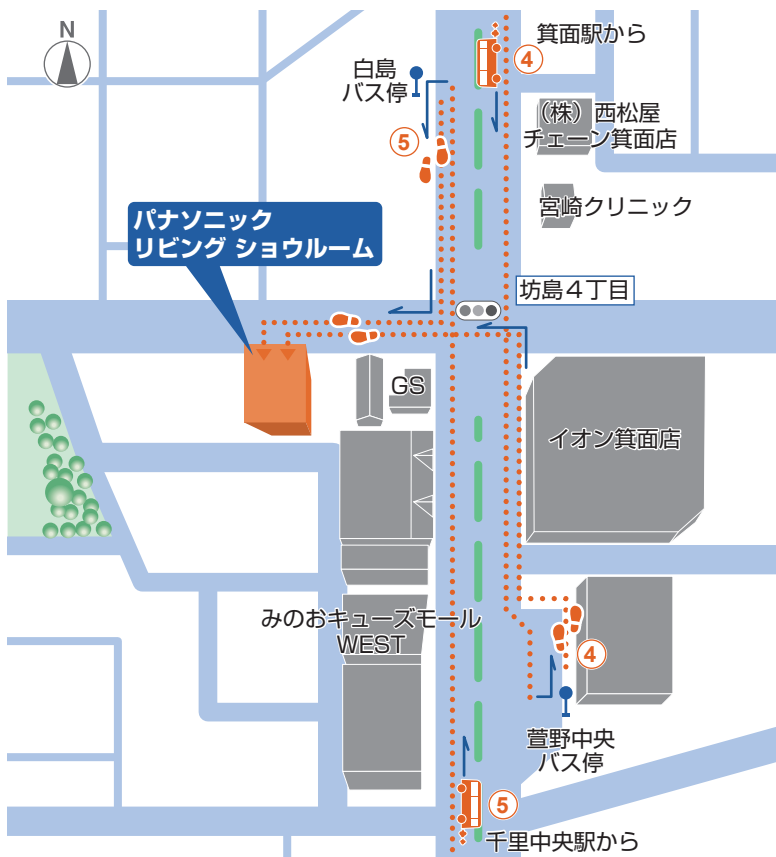 N
箕面駅から
④
白島
バス停
(株)西松屋
チェーン箕面店
⑤
宮崎クリニック
パナソニック
リビング ショウルーム
坊島4丁目
GS
イオン箕面店
みのおキューズモール
WEST
④
萱野中央
バス停
⑤
千里中央駅から